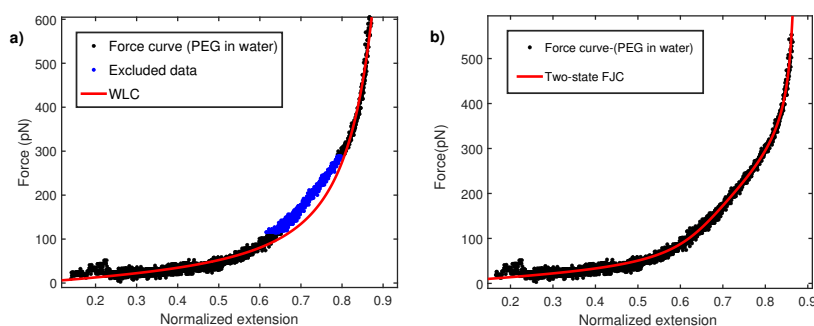 a)
Force curve (PEG in water)
Excluded data
WLC
Force (pN)
600
500
400
300
200
100
0
0.2 0.3 0.4 0.5 0.6 0.7 0.8 0.9
Normalized extension
b)
Force curve-(PEG in water)
Two-state FJC
Force(pN)
500
400
300
200
100
0
0.2 0.3 0.4 0.5 0.6 0.7 0.8 0.9
Normalized extension